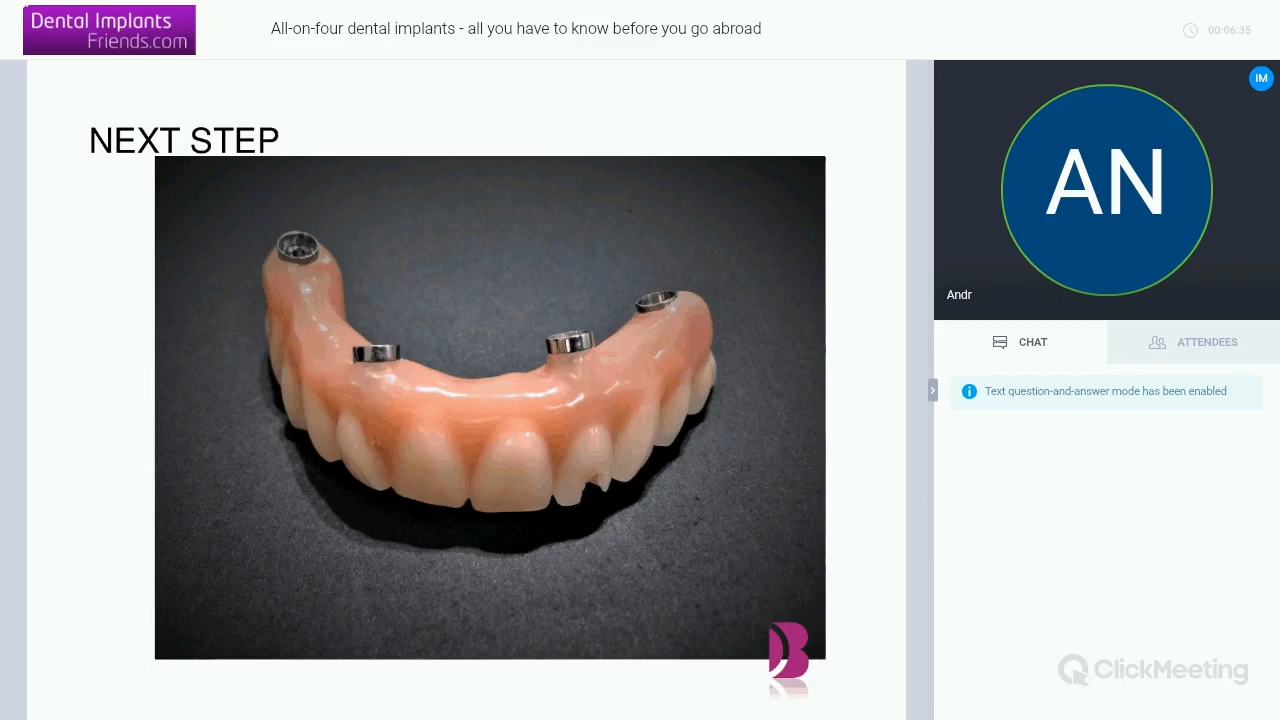 Dental Implants
Friends.com
All-on-four dental implants - all you have to know before you go abroad
00:06:35
NEXT STEP
IM
AN
Andr
CHAT
ATTENDEES
Text question-and-answer mode has been enabled
B
ClickMeeting